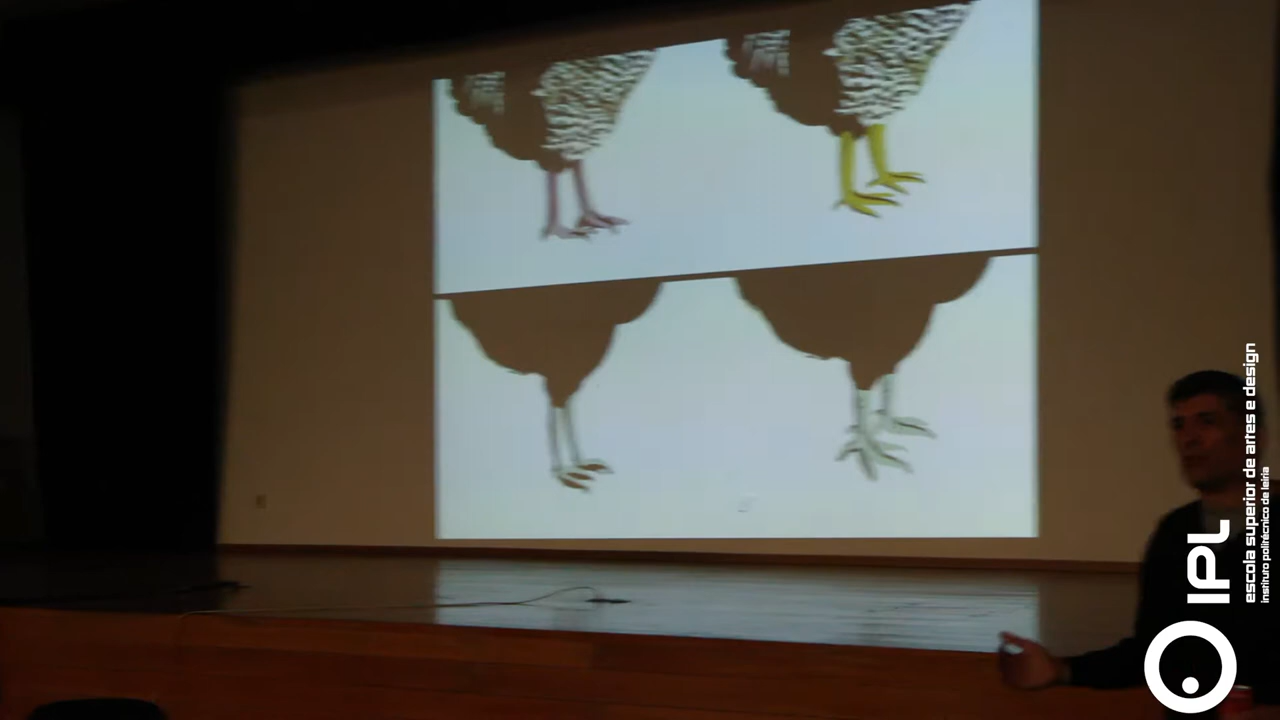 IPL
escola superior de artes e design
instituto politécnico de leiria